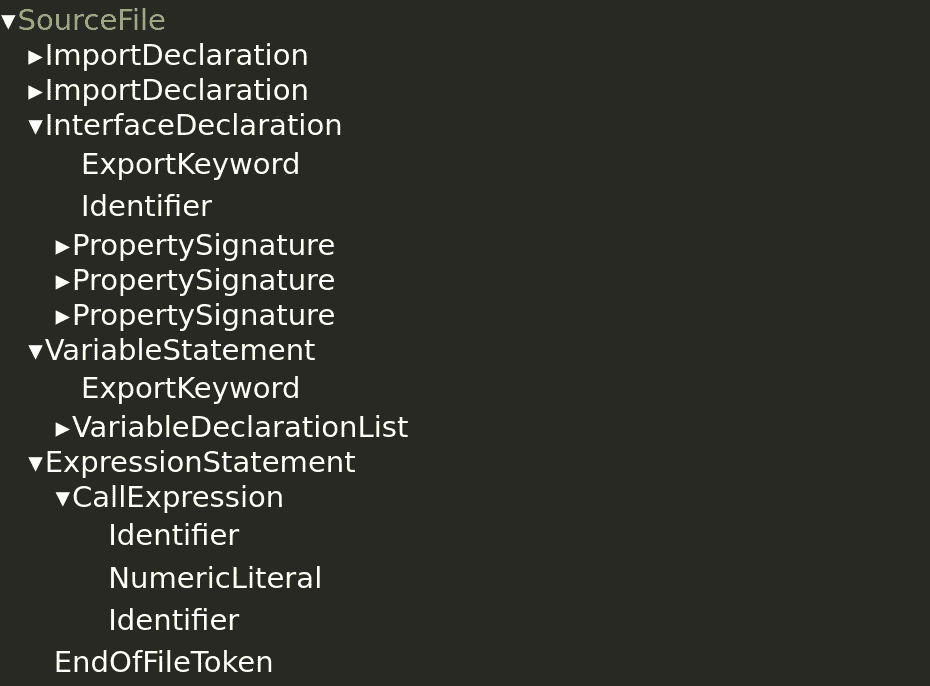 ▼SourceFile
▶ImportDeclaration
▶ImportDeclaration
▼InterfaceDeclaration
ExportKeyword
Identifier
▶PropertySignature
▶PropertySignature
▶PropertySignature
▼VariableStatement
ExportKeyword
▶VariableDeclarationList
▼ExpressionStatement
▼CallExpression
Identifier
NumericLiteral
Identifier
EndOfFileToken